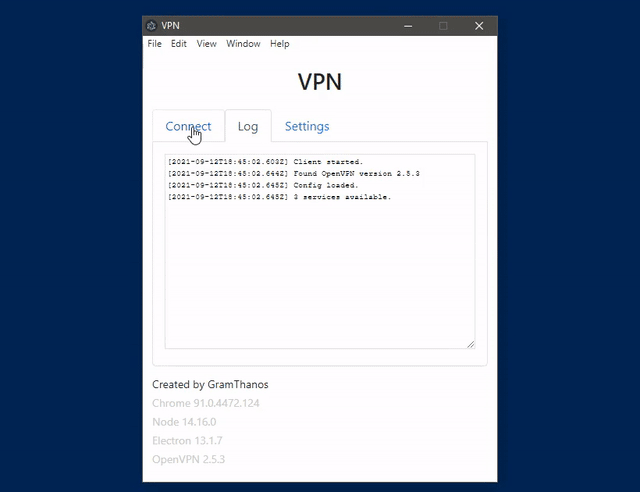 VPN
File Edit View Window Help
VPN
Connect Log Settings
[2021-09-12T18:45:02.603Z] Client started.
[2021-09-12T18:45:02.644Z] Found OpenVPN version 2.5.3
[2021-09-12T18:45:02.645Z] Config loaded.
[2021-09-12T18:45:02.645Z] 3 services available.
Created by GramThanos
Chrome 91.0.4472.124
Node 14.16.0
Electron 13.1.7
OpenVPN 2.5.3